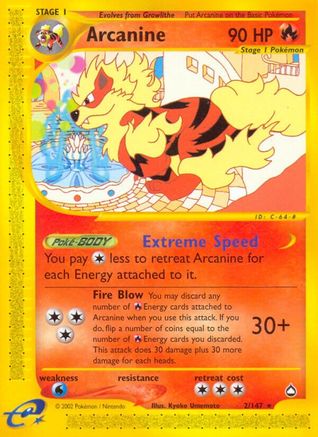 STAGE 1
Evolves from Growlithe
Put Arcanine on the Basic Pokémon
Arcanine
90 HP
Stage 1 Pokémon
ID: C-64-#
Poké-BODY
Extreme Speed
You pay less to retreat Arcanine for
each Energy attached to it.
Fire Blow You may discard any
number of Energy cards attached to
Arcanine when you use this attack. If you
do, flip a number of coins equal to the
number of Energy cards you discarded.
This attack does 30 damage plus 30 more
damage for each heads.
30+
weakness
resistance
retreat cost
e
© 2002 Pokémon / Nintendo
Illus. Kyoko Umemoto
2/147 ★